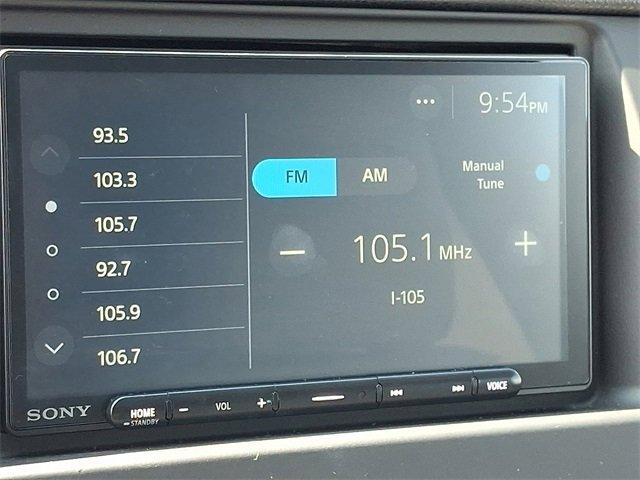 9:54PM
93.5
103.3
105.7
92.7
105.9
106.7
FM AM
Manual
Tune
− 105.1 MHz +
I-105
SONY
HOME
STANDBY
− VOL +
VOICE